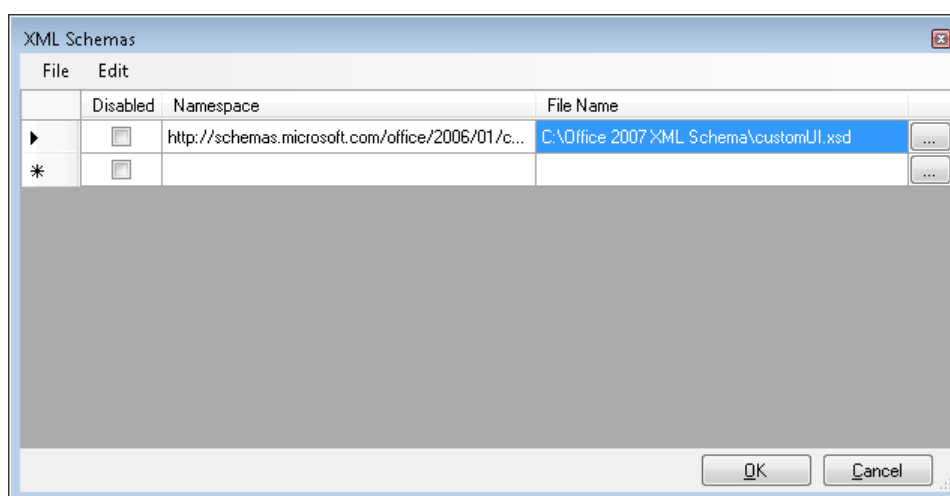 XML Schemas
File Edit
Disabled Namespace File Name
http://schemas.microsoft.com/office/2006/01/c... C:\Office 2007 XML Schema\customUI.xsd ...
...
OK Cancel